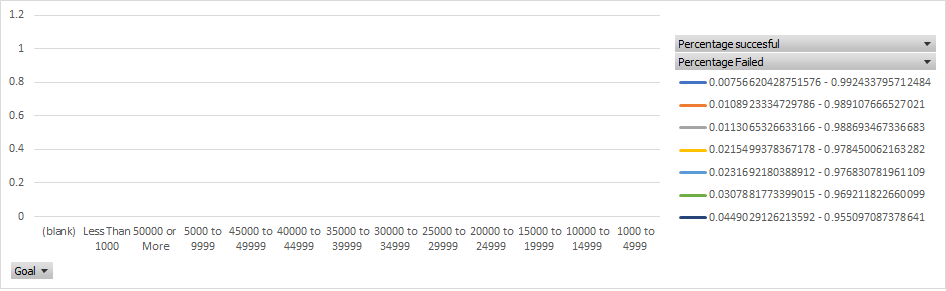 1.2
1
0.8
0.6
0.4
0.2
0
(blank)
Less Than
1000
50000 or
More
5000 to
9999
45000 to
49999
40000 to
44999
35000 to
39999
30000 to
34999
25000 to
29999
20000 to
24999
15000 to
19999
10000 to
14999
1000 to
4999
Goal
Percentage succesful
Percentage Failed
0.00756620428751576 - 0.992433795712484
0.0108923334729786 - 0.989107666527021
0.0113065326633166 - 0.988693467336683
0.0215499378367178 - 0.978450062163282
0.0231692180388912 - 0.976830781961109
0.0307881773399015 - 0.969211822660099
0.0449029126213592 - 0.955097087378641